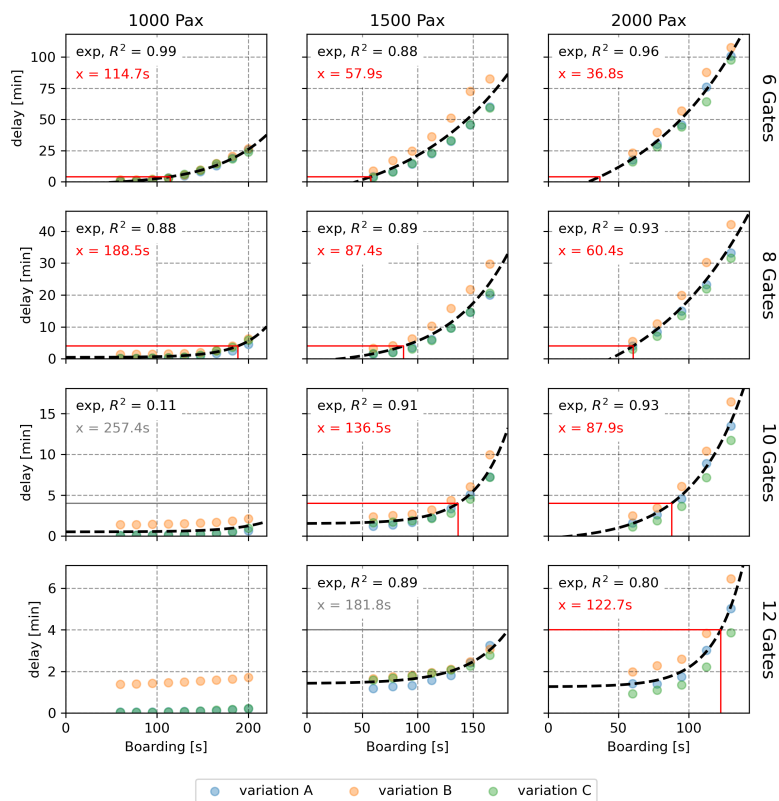 1000 Pax 1500 Pax 2000 Pax
exp, R² = 0.99
x = 114.7s
exp, R² = 0.88
x = 57.9s
exp, R² = 0.96
x = 36.8s
6 Gates
delay [min]
100
75
50
25
0
exp, R² = 0.88
x = 188.5s
exp, R² = 0.89
x = 87.4s
exp, R² = 0.93
x = 60.4s
8 Gates
delay [min]
40
30
20
10
0
exp, R² = 0.11
x = 257.4s
exp, R² = 0.91
x = 136.5s
exp, R² = 0.93
x = 87.9s
10 Gates
delay [min]
15
10
5
0
exp, R² = 0.89
x = 181.8s
exp, R² = 0.80
x = 122.7s
12 Gates
delay [min]
6
4
2
0
0 100 200 0 50 100 150 0 50 100
Boarding [s] Boarding [s] Boarding [s]
variation A variation B variation C